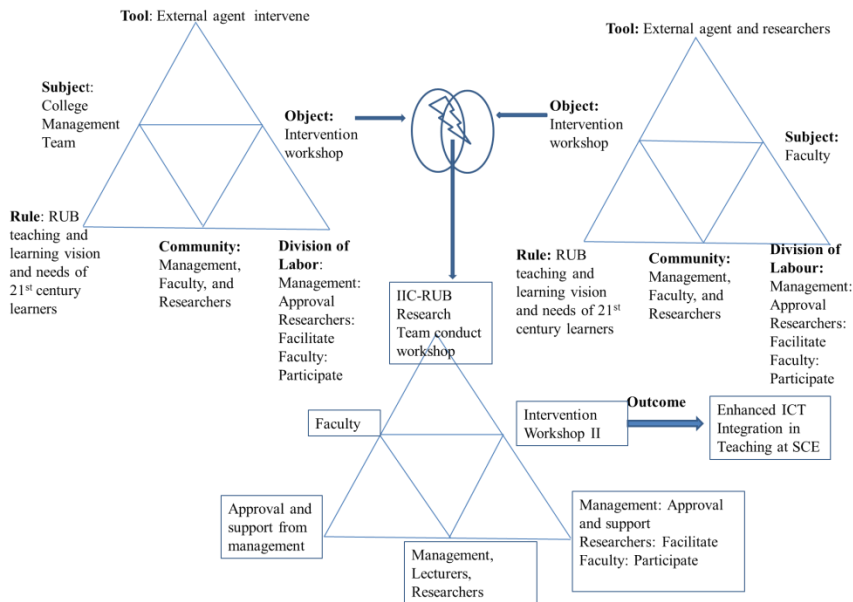 Tool: External agent intervene
Subject:
College
Management
Team
Object:
Intervention
workshop
Rule: RUB
teaching and
learning vision
and needs of
21st century
learners
Community:
Management,
Faculty, and
Researchers
Division of
Labor:
Management:
Approval
Researchers:
Facilitate
Faculty:
Participate
Tool: External agent and researchers
Object:
Intervention
workshop
Subject:
Faculty
Rule: RUB
teaching and
learning vision
and needs of 21st
century learners
Community:
Management,
Faculty, and
Researchers
Division of
Labour:
Management:
Approval
Researchers:
Facilitate
Faculty:
Participate
IIC-RUB
Research
Team conduct
workshop
Faculty
Intervention
Workshop II
Outcome
Enhanced ICT
Integration in
Teaching at SCE
Approval and
support from
management
Management,
Lecturers,
Researchers
Management: Approval
and support
Researchers: Facilitate
Faculty: Participate